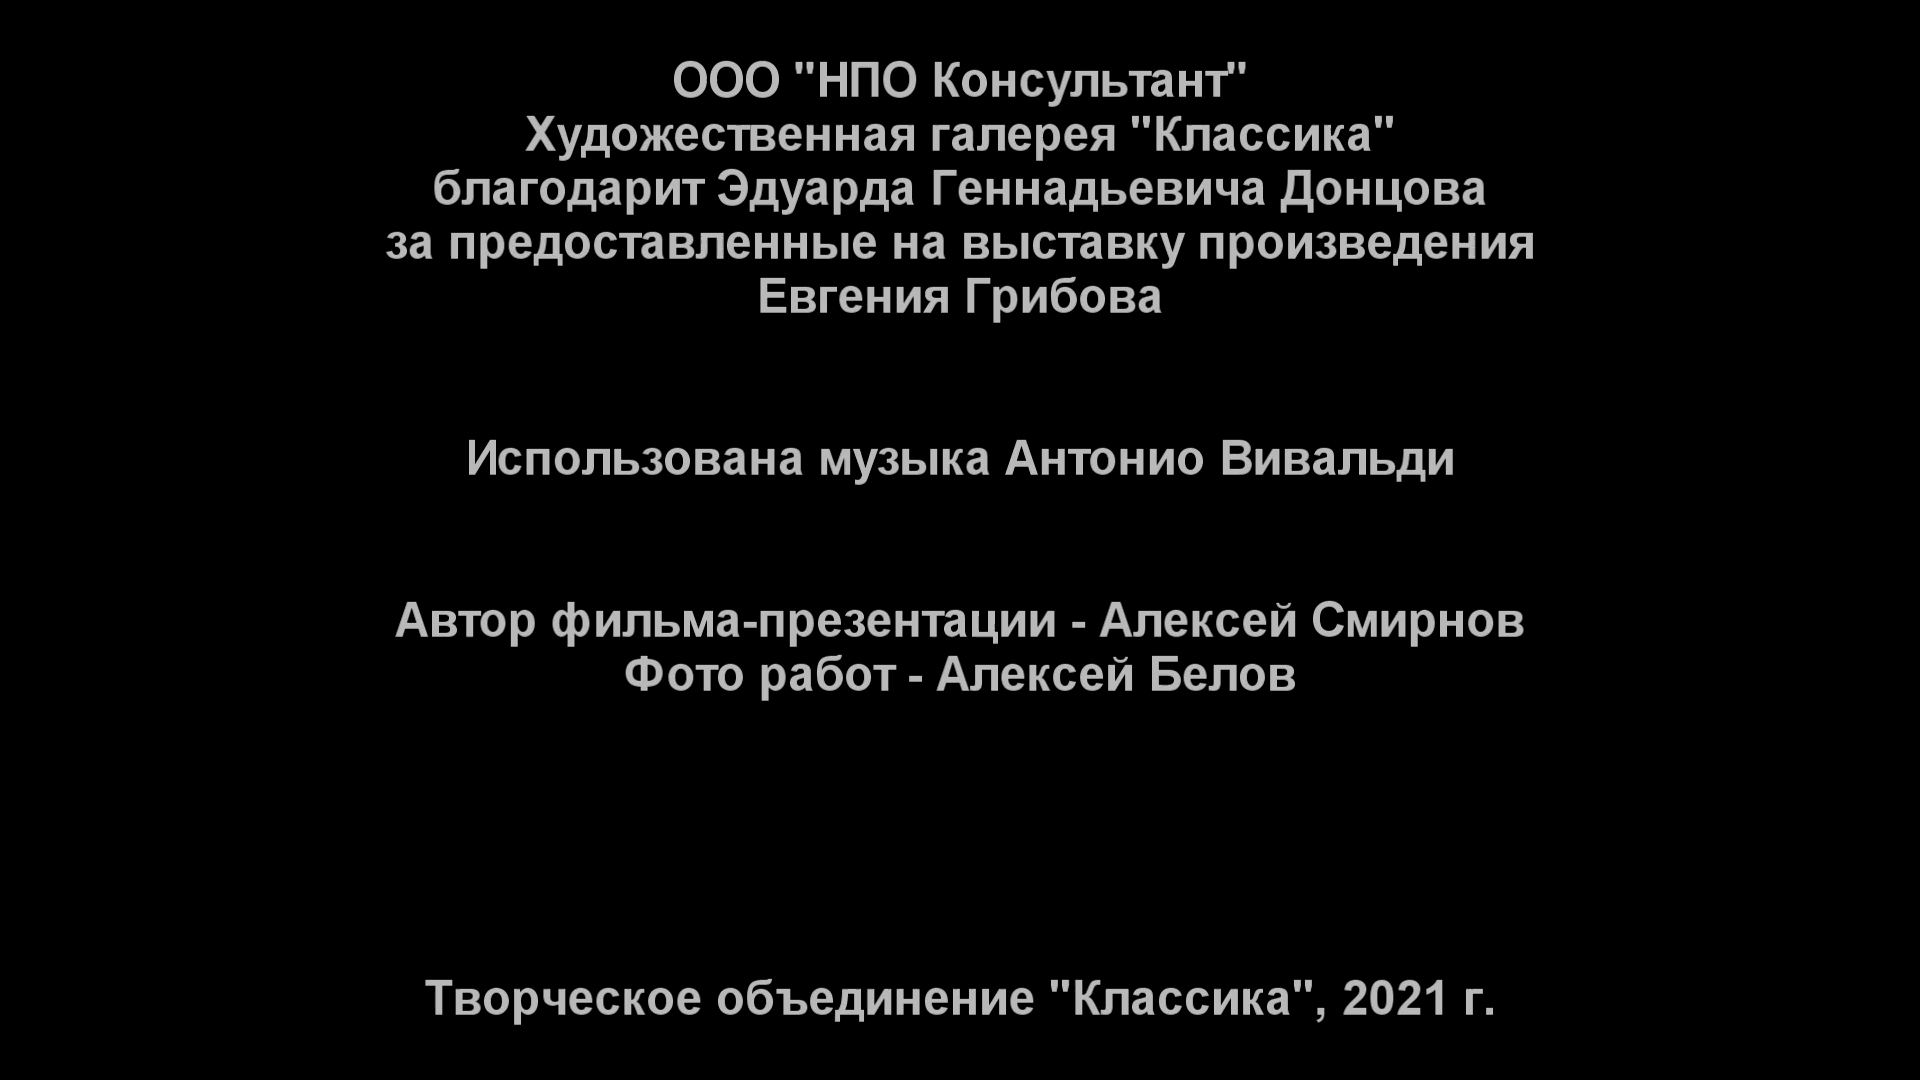 ООО "НПО Консультант"
Художественная галерея "Классика"
благодарит Эдуарда Геннадьевича Донцова
за предоставленные на выставку произведения
Евгения Грибова
Использована музыка Антонио Вивальди
Автор фильма-презентации - Алексей Смирнов
Фото работ - Алексей Белов
Творческое объединение "Классика", 2021 г.